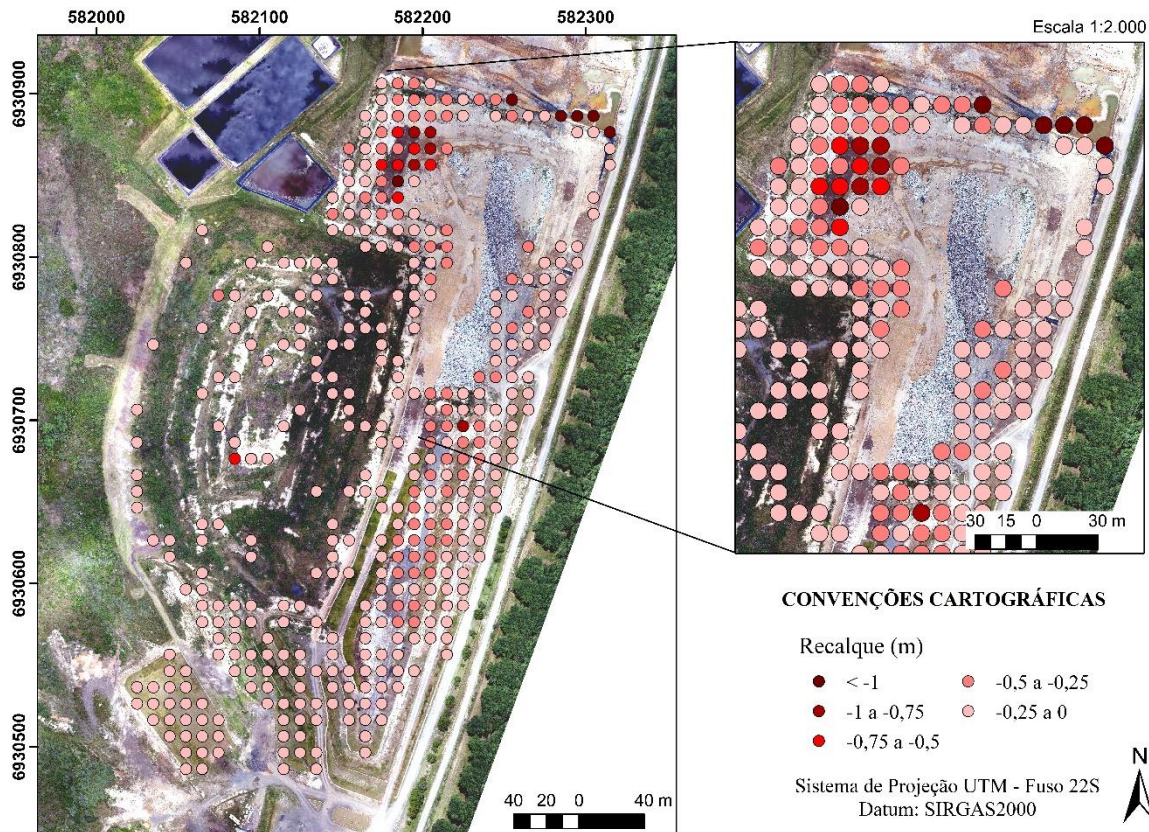 582000 582100 582200 582300
Escala 1:2.000
6930900
6930800
6930700
6930600
6930500
30 15 0 30 m
40 20 0 40 m
CONVENÇÕES CARTOGRÁFICAS
Recalque (m)
< -1
-0,5 a -0,25
-1 a -0,75
-0,25 a 0
-0,75 a -0,5
Sistema de Projeção UTM - Fuso 22S
Datum: SIRGAS2000
N